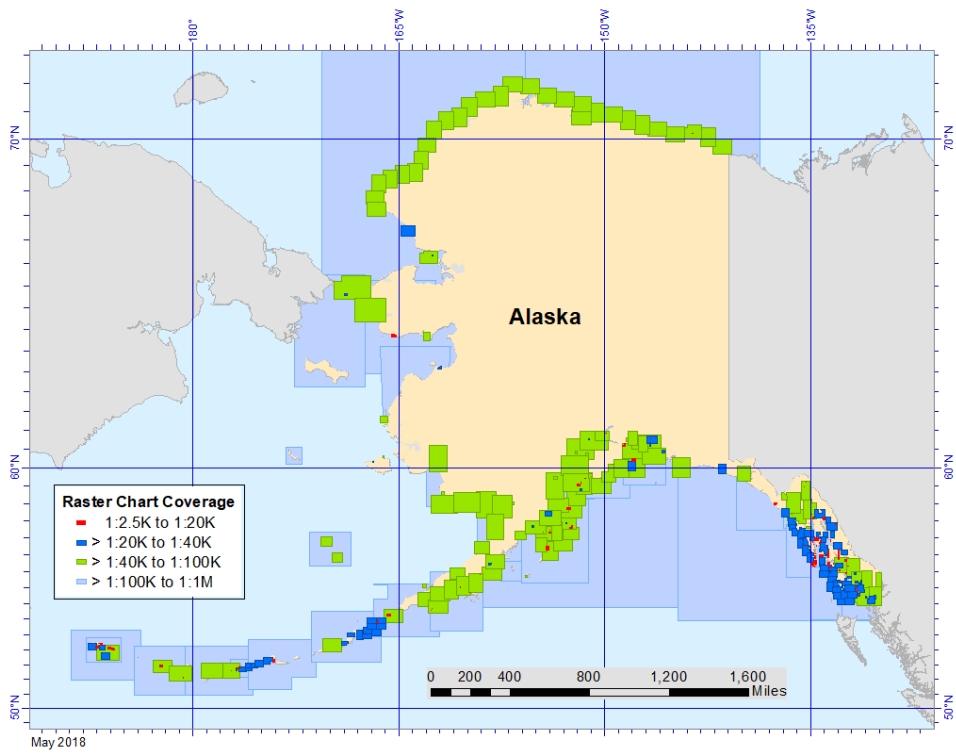 180°
165°W
150°W
135°W
70°N
70°N
Alaska
60°N
60°N
Raster Chart Coverage
1:2.5K to 1:20K
> 1:20K to 1:40K
> 1:40K to 1:100K
> 1:100K to 1:1M
0 200 400 800 1,200 1,600
Miles
50°N
50°N
May 2018